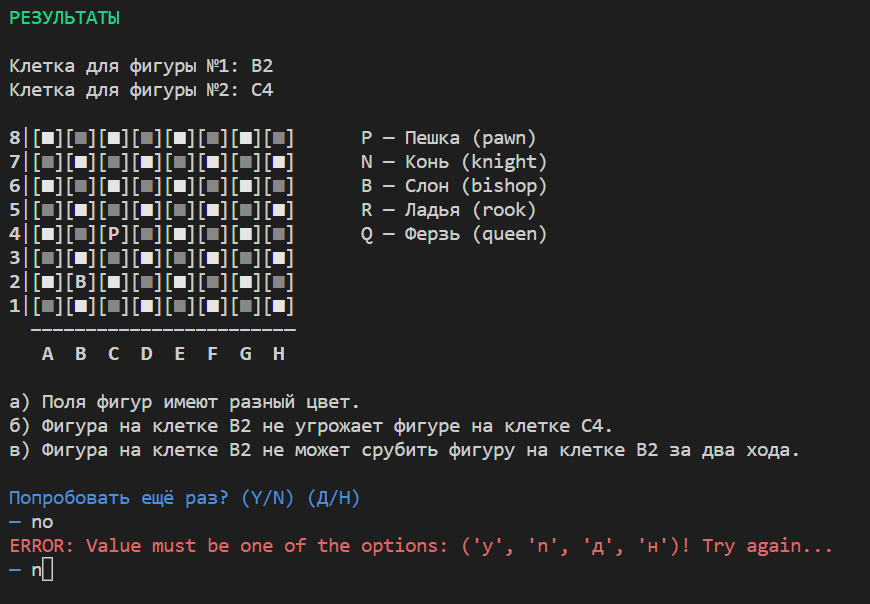 РЕЗУЛЬТАТЫ
Клетка для фигуры №1: B2
Клетка для фигуры №2: C4
8|[■][■][■][■][■][■][■][■] P — Пешка (pawn)
7|[■][■][■][■][■][■][■][■] N — Конь (knight)
6|[■][■][■][■][■][■][■][■] B — Слон (bishop)
5|[■][■][■][■][■][■][■][■] R — Ладья (rook)
4|[■][■][P][■][■][■][■][■] Q — Ферзь (queen)
3|[■][■][■][■][■][■][■][■]
2|[■][B][■][■][■][■][■][■]
1|[■][■][■][■][■][■][■][■]
————————————————————————
A B C D E F G H
а) Поля фигур имеют разный цвет.
б) Фигура на клетке B2 не угрожает фигуре на клетке C4.
в) Фигура на клетке B2 не может срубить фигуру на клетке B2 за два хода.
Попробовать ещё раз? (Y/N) (Д/Н)
— no
ERROR: Value must be one of the options: ('y', 'n', 'д', 'н')! Try again...
— n